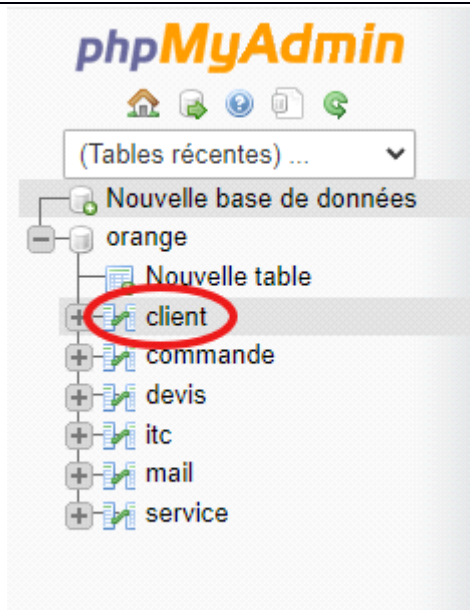 phpMyAdmin
(Tables récentes) ...
Nouvelle base de données
orange
Nouvelle table
client
commande
devis
itc
mail
service